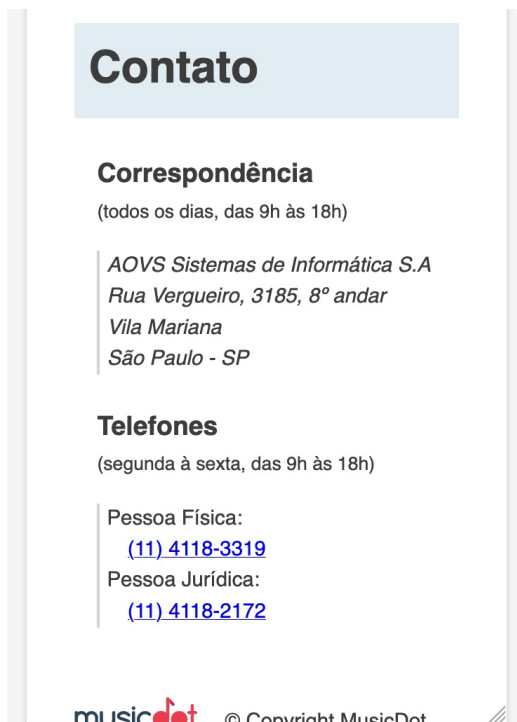 Contato
Correspondência
(todos os dias, das 9h às 18h)
AOVS Sistemas de Informática S.A
Rua Vergueiro, 3185, 8º andar
Vila Mariana
São Paulo - SP
Telefones
(segunda à sexta, das 9h às 18h)
Pessoa Física:
(11) 4118-3319
Pessoa Jurídica:
(11) 4118-2172
musicdot © Copyright MusicDot